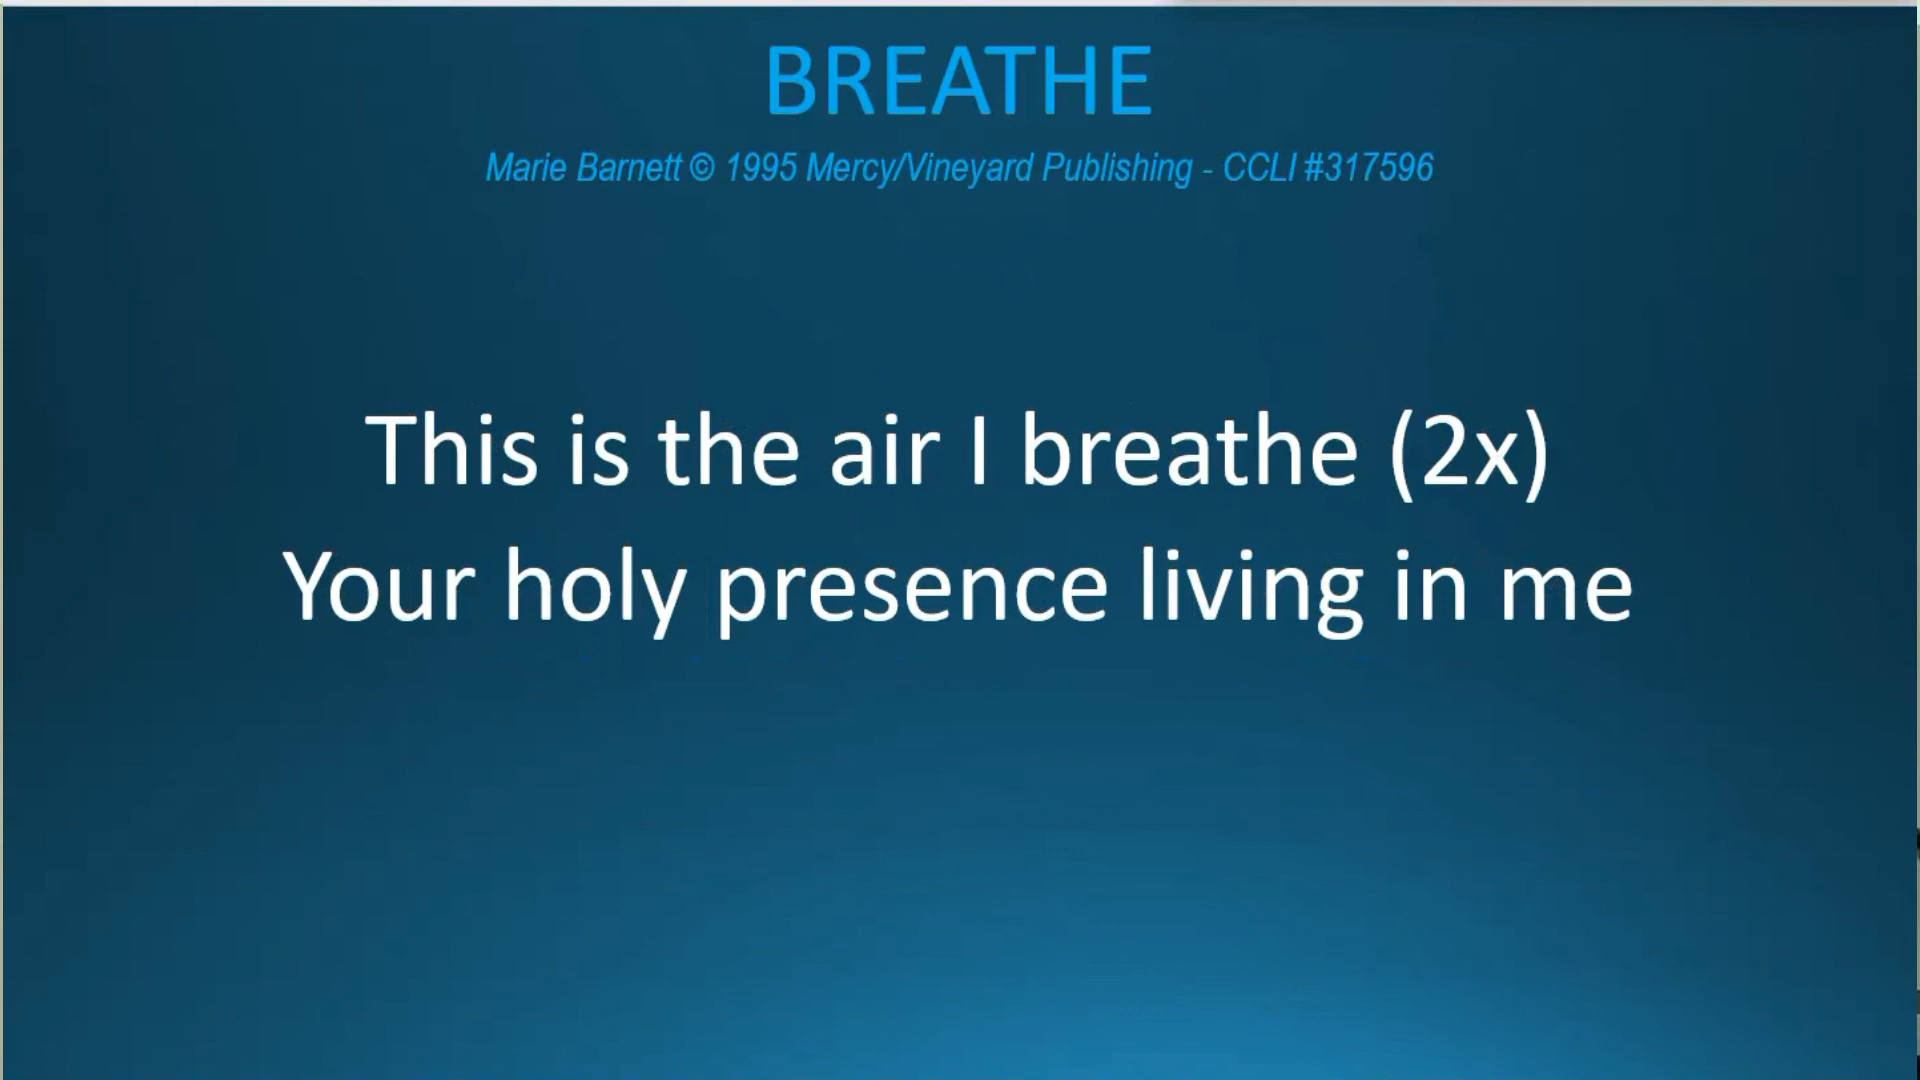 BREATHE
Marie Barnett © 1995 Mercy/Vineyard Publishing - CCLI #317596
This is the air I breathe (2x)
Your holy presence living in me